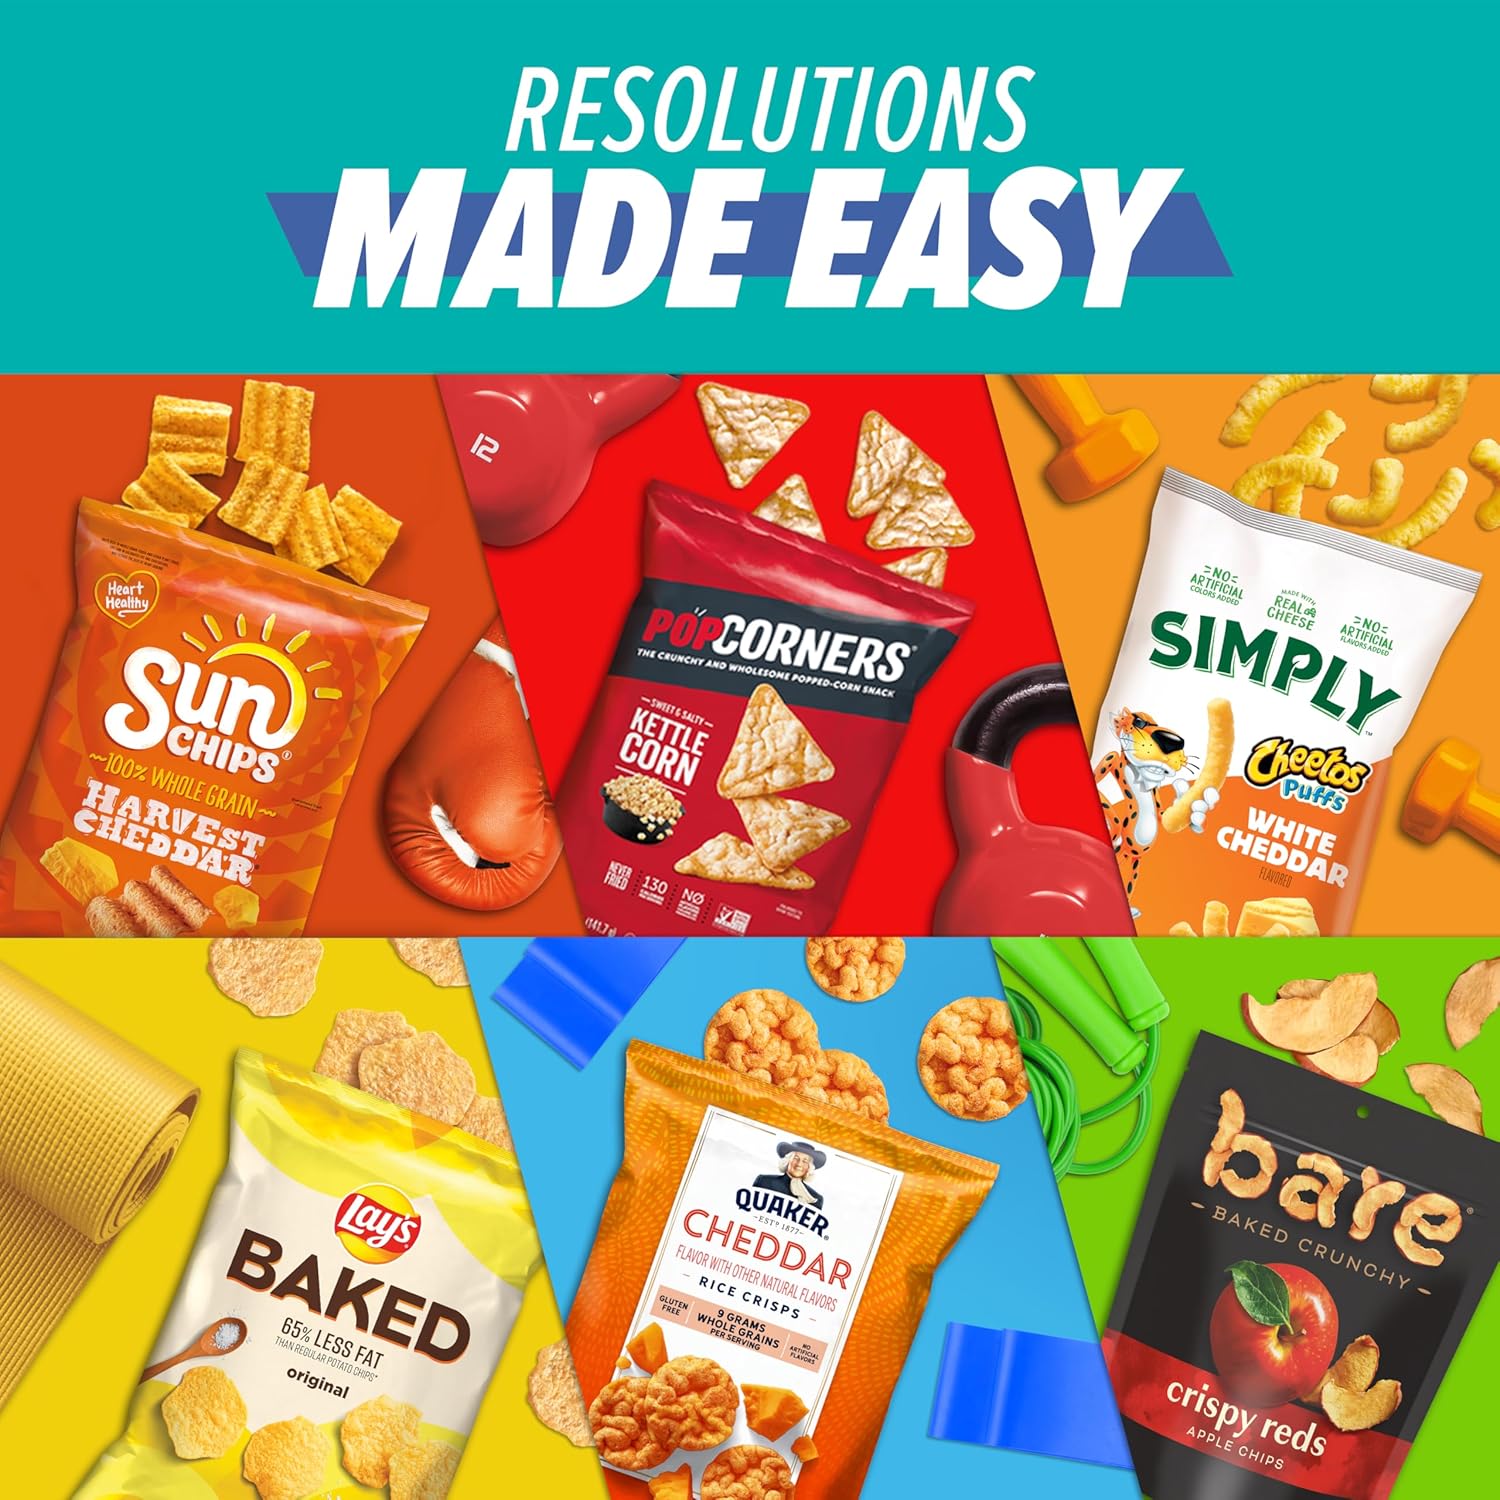 RESOLUTIONS
MADE EASY
Heart
Healthy
Sun
CHIPS
100% WHOLE GRAIN
HARVEST
CHEDDAR
12
POPCORNERS®
THE CRUNCHY AND WHOLESOME POPPED-CORN SNACK
SWEET & SALTY
KETTLE
CORN
NEVER
FRIED
130
NO
NO
ARTIFICIAL
COLORS ADDED
MADE WITH
REAL
CHEESE
NO
ARTIFICIAL
FLAVORS ADDED
SIMPLY™
Cheetos
Puffs
WHITE
CHEDDAR
FLAVORED
Lay's
BAKED
65% LESS FAT
THAN REGULAR POTATO CHIPS*
original
QUAKER®
EST° 1877
CHEDDAR
FLAVOR WITH OTHER NATURAL FLAVORS
RICE CRISPS
GLUTEN
FREE
9 GRAMS
WHOLE GRAINS
PER SERVING
NO
ARTIFICIAL
FLAVORS
bare®
BAKED CRUNCHY
crispy reds
APPLE CHIPS